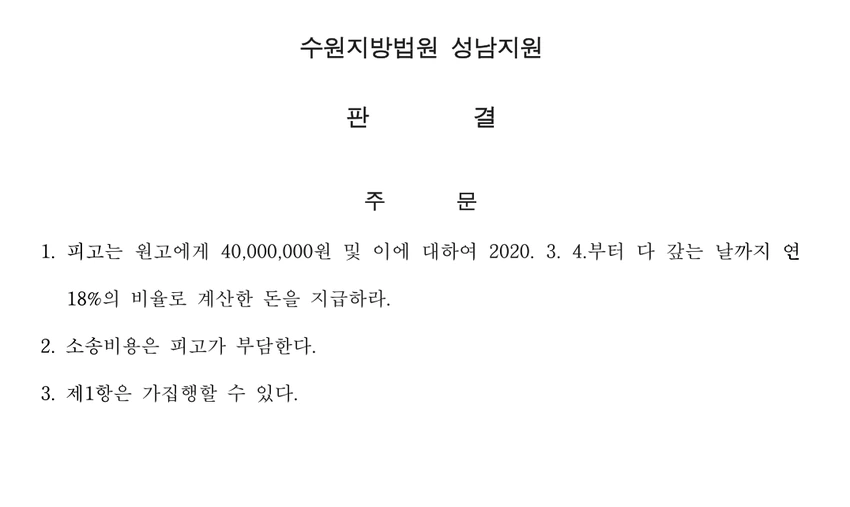 수원지방법원 성남지원
판 결
주 문
1. 피고는 원고에게 40,000,000원 및 이에 대하여 2020. 3. 4.부터 다 갚는 날까지 연
18%의 비율로 계산한 돈을 지급하라.
2. 소송비용은 피고가 부담한다.
3. 제1항은 가집행할 수 있다.